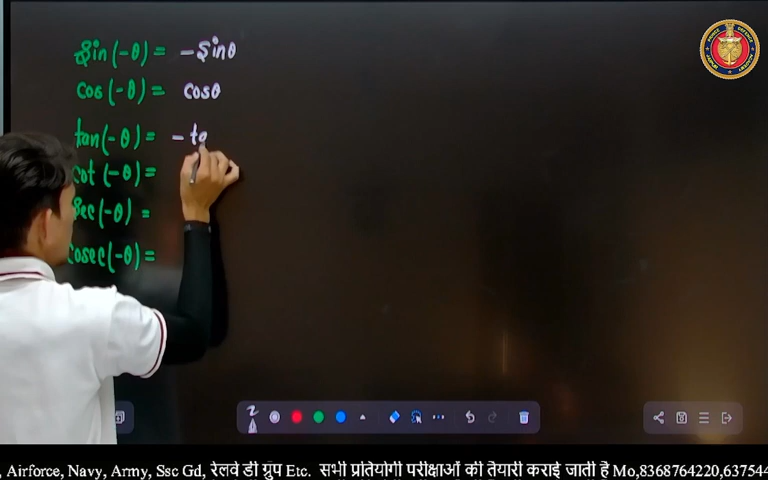 sin(-θ) = -sinθ
cos(-θ) = cosθ
tan(-θ) = -ta
cot(-θ) =
sec(-θ) =
cosec(-θ) =
, Airforce, Navy, Army, Ssc Gd, रेलवे डी ग्रुप Etc. सभी प्रतियोगी परीक्षाओं की तैयारी कराई जाती है Mo,8368764220,637544